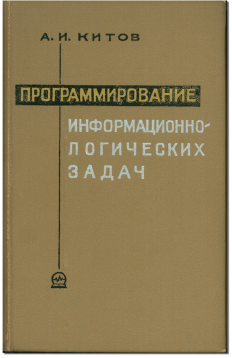 А. И. КИТОВ
ПРОГРАММИРОВАНИЕ
ИНФОРМАЦИОННО-
ЛОГИЧЕСКИХ
ЗАДАЧ